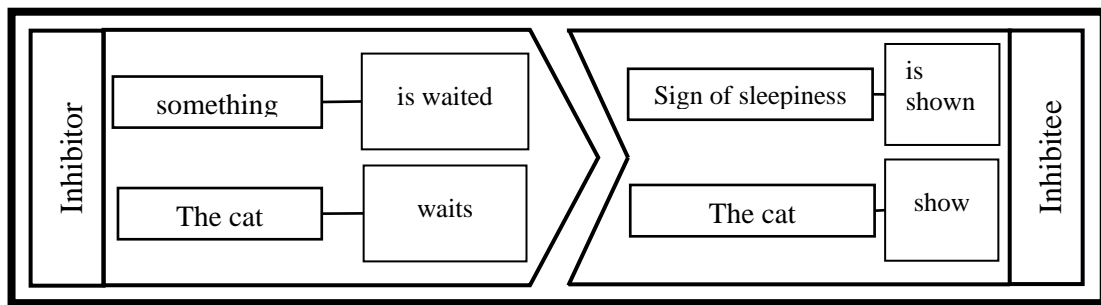 Inhibitor
something
is waited
The cat
waits
Sign of sleepiness
is
shown
The cat
show
Inhibitee